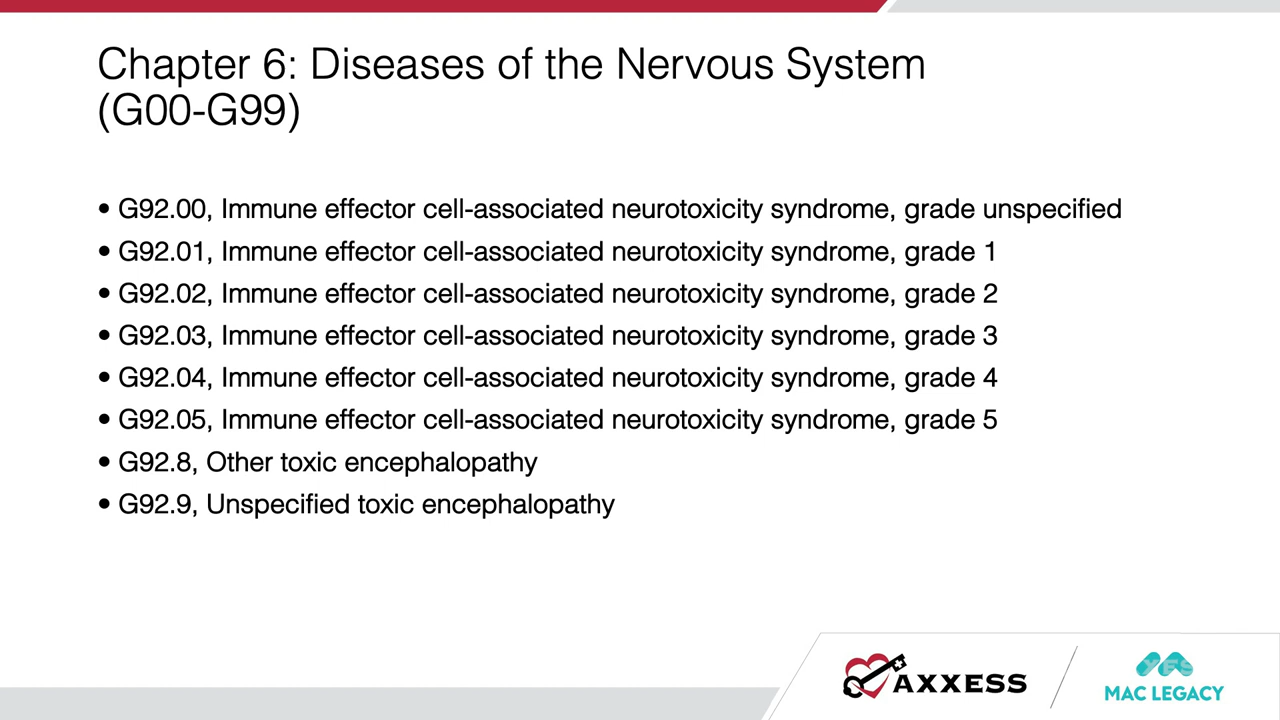 Chapter 6: Diseases of the Nervous System
(G00-G99)
• G92.00, Immune effector cell-associated neurotoxicity syndrome, grade unspecified
• G92.01, Immune effector cell-associated neurotoxicity syndrome, grade 1
• G92.02, Immune effector cell-associated neurotoxicity syndrome, grade 2
• G92.03, Immune effector cell-associated neurotoxicity syndrome, grade 3
• G92.04, Immune effector cell-associated neurotoxicity syndrome, grade 4
• G92.05, Immune effector cell-associated neurotoxicity syndrome, grade 5
• G92.8, Other toxic encephalopathy
• G92.9, Unspecified toxic encephalopathy
AXXESS
MAC LEGACY